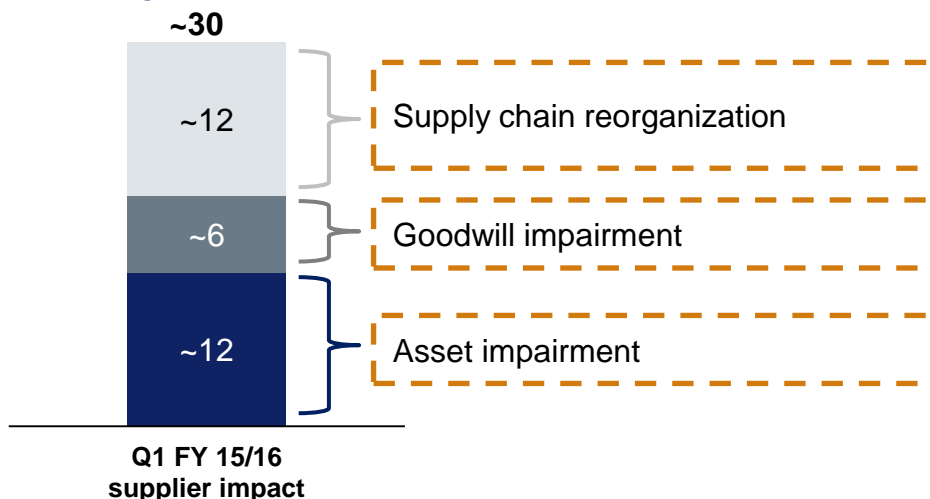 ~30
~12
Supply chain reorganization
~6
Goodwill impairment
~12
Asset impairment
Q1 FY 15/16
supplier impact